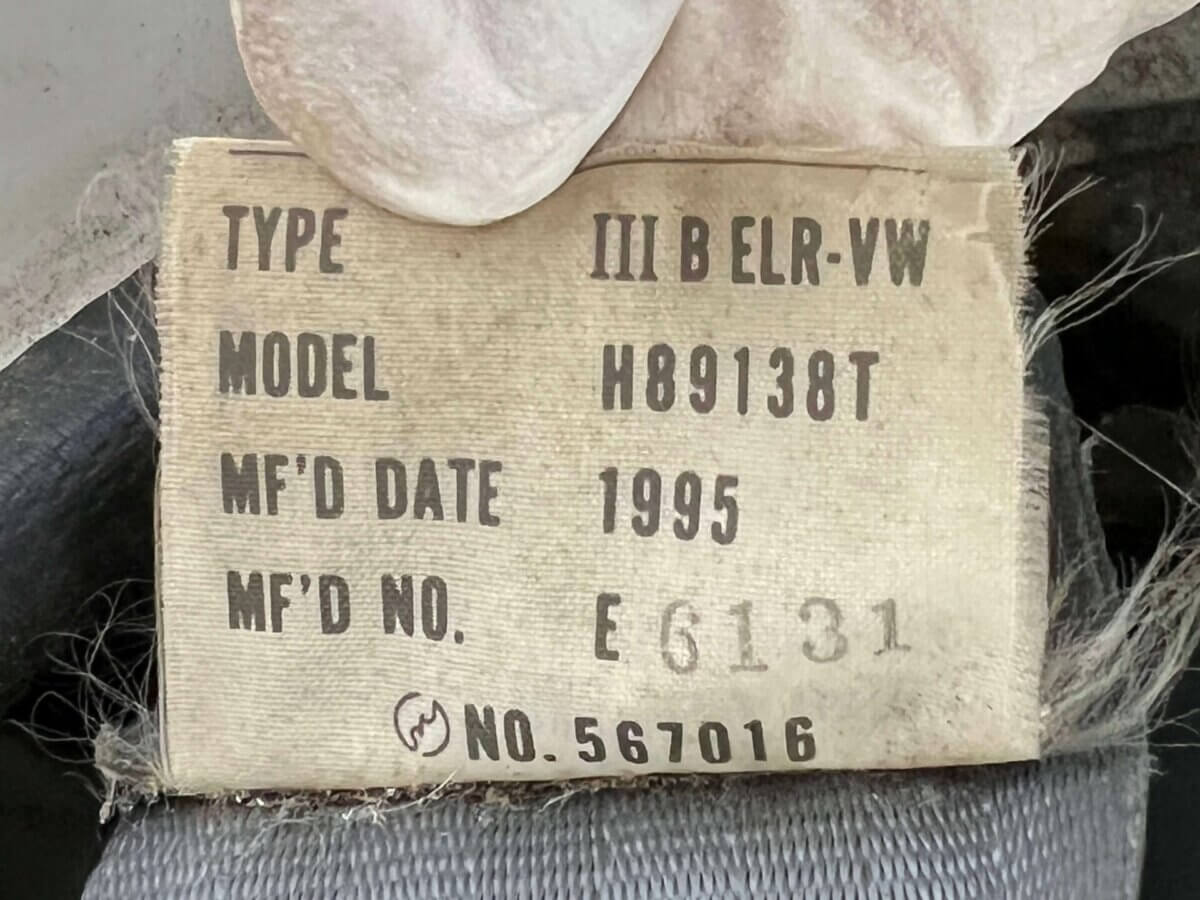 TYPE III B ELR-VW
MODEL H89138T
MF'D DATE 1995
MF'D NO. E 6131
NO. 567016